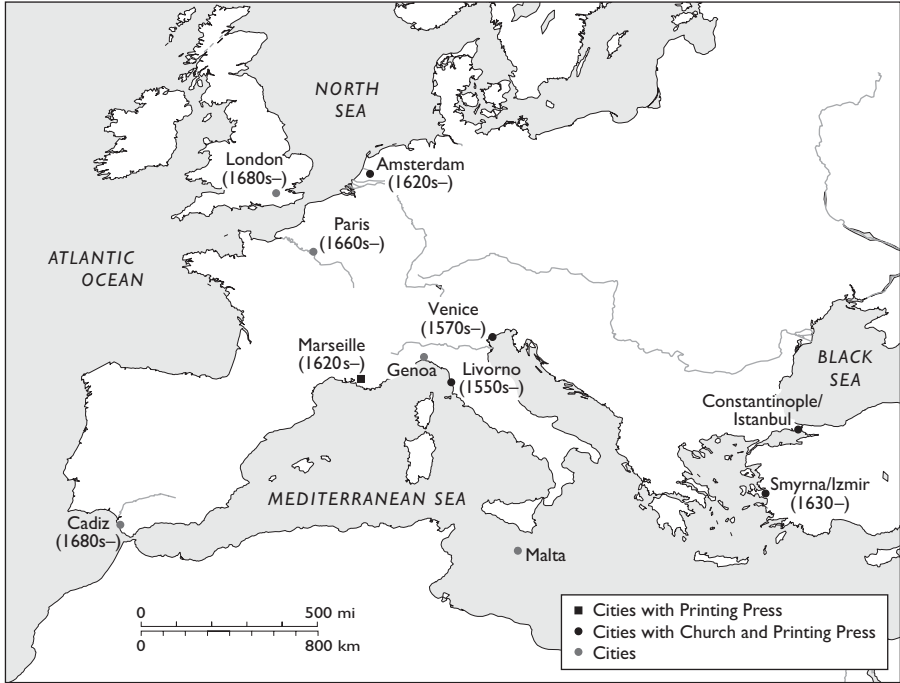 NORTH
SEA
London
(1680s–)
Amsterdam
(1620s–)
Paris
(1660s–)
ATLANTIC
OCEAN
Venice
(1570s–)
Marseille
(1620s–)
Genoa
Livorno
(1550s–)
BLACK
SEA
Constantinople/
Istanbul
MEDITERRANEAN SEA
Smyrna/Izmir
(1630–)
Cadiz
(1680s–)
Malta
0 500 mi
0 800 km
Cities with Printing Press
Cities with Church and Printing Press
Cities